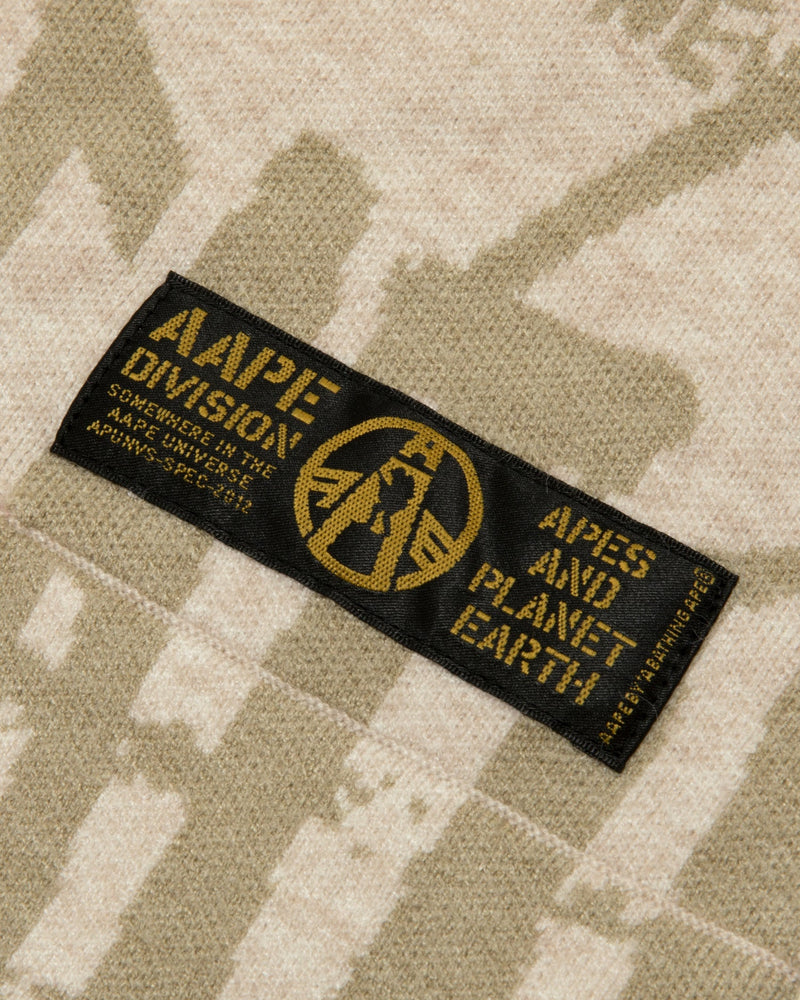 AAPE
DIVISION
SOMEWHERE IN THE
AAPE UNIVERSE
APUNVS-SPEC-2012
A
A
P
E
APES
AND
PLANET
EARTH
AAPE BY *A BATHING APE®